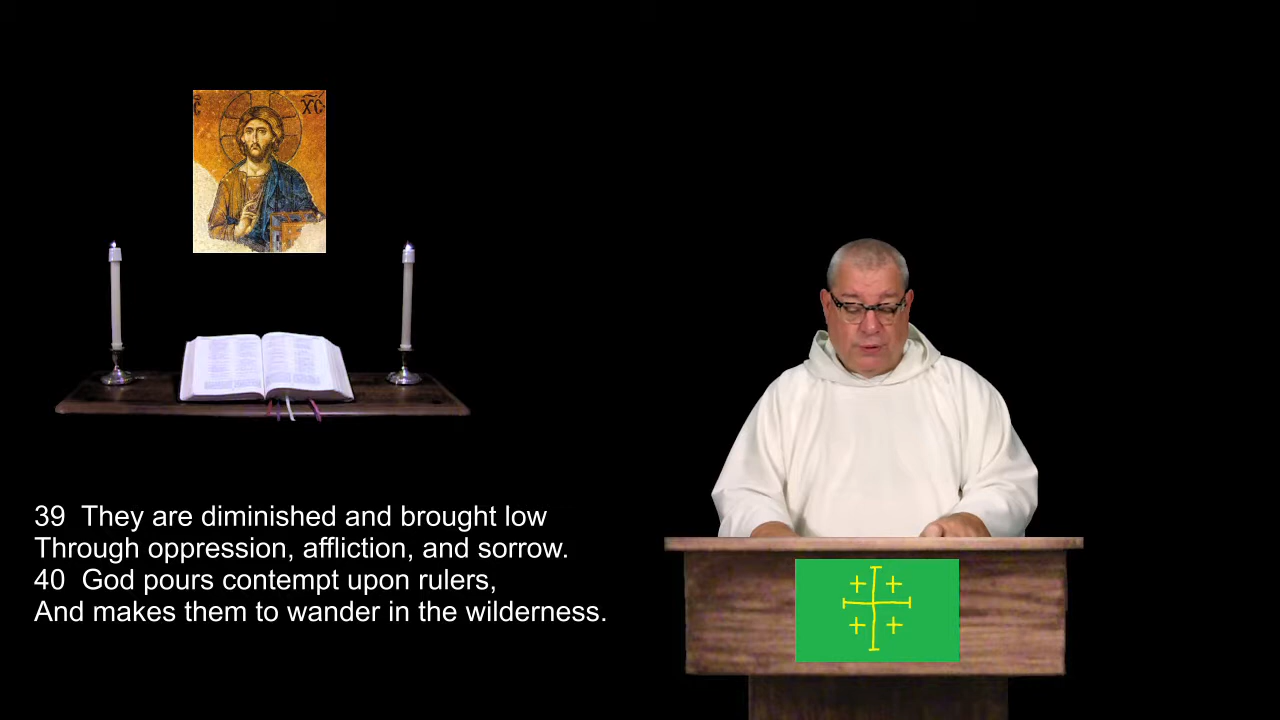 ΧC
39 They are diminished and brought low
Through oppression, affliction, and sorrow.
40 God pours contempt upon rulers,
And makes them to wander in the wilderness.